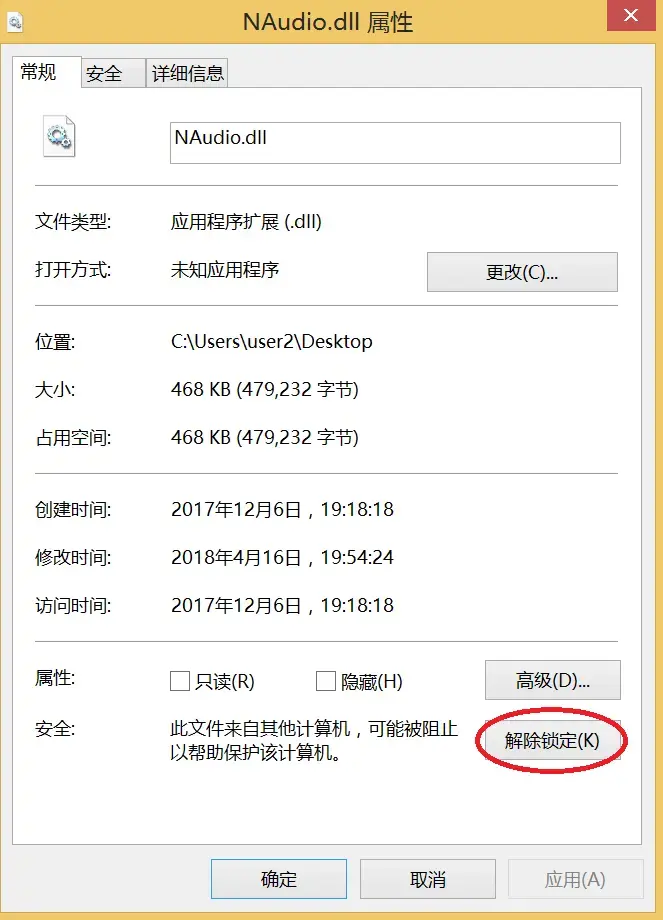 NAudio.dll 属性
常规 安全 详细信息
NAudio.dll
文件类型: 应用程序扩展 (.dll)
打开方式: 未知应用程序 更改(C)...
位置: C:\Users\user2\Desktop
大小: 468 KB (479,232 字节)
占用空间: 468 KB (479,232 字节)
创建时间: 2017年12月6日，19:18:18
修改时间: 2018年4月16日，19:54:24
访问时间: 2017年12月6日，19:18:18
属性: 只读(R) 隐藏(H) 高级(D)...
安全: 此文件来自其他计算机，可能被阻止 解除锁定(K)
以帮助保护该计算机。
确定 取消 应用(A)